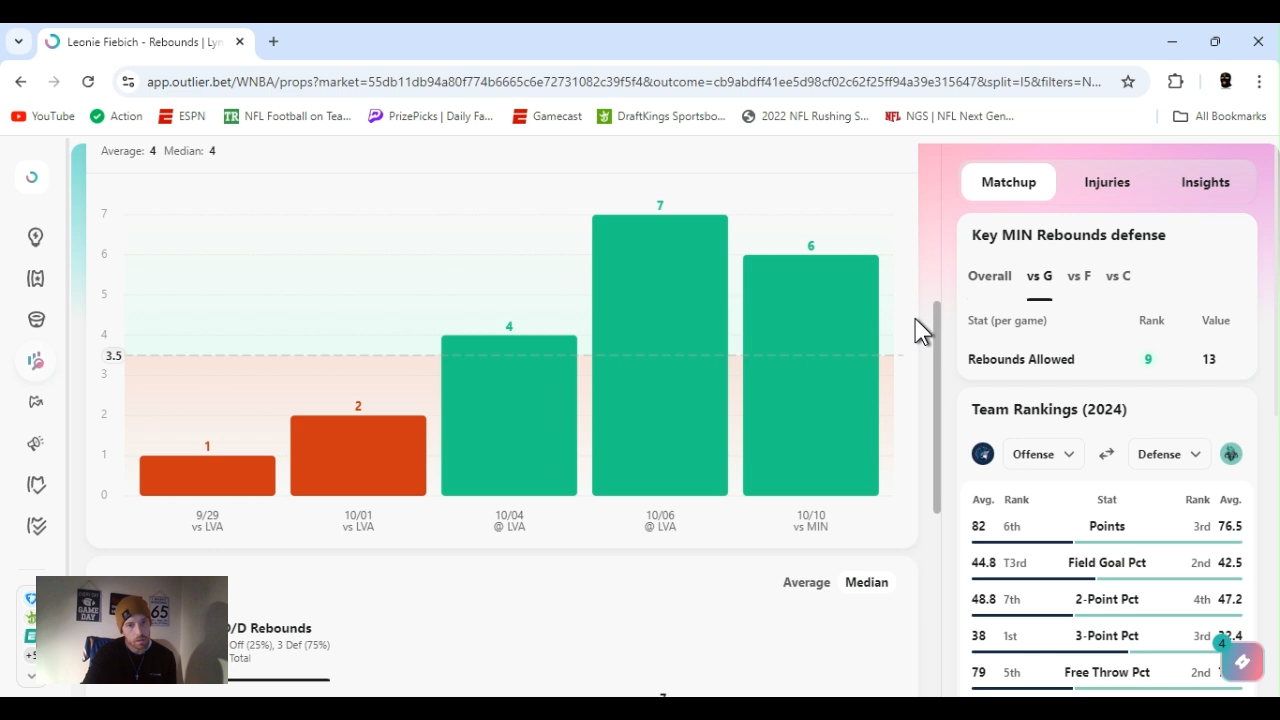 Leonie Fiebich - Rebounds | Lyn
app.outlier.bet/WNBA/props?market=55db11db94a80f774b6665c6e72731082c39f5f4&outcome=cb9abdff41ee5d98cf02c62f25ff94a39e315647&split=l5&filters=N...
YouTube Action ESPN NFL Football on Tea... PrizePicks | Daily Fa... Gamecast DraftKings Sportsbo... 2022 NFL Rushing S... NGS | NFL Next Gen... All Bookmarks
Average: 4 Median: 4
7
6
5
4
3.5
3
2
1
0
1
2
4
7
6
9/29
vs LVA
10/01
vs LVA
10/04
@ LVA
10/06
@ LVA
10/10
vs MIN
Average Median
O/D Rebounds
Off (25%), 3 Def (75%)
Total
Matchup Injuries Insights
Key MIN Rebounds defense
Overall vs G vs F vs C
Stat (per game) Rank Value
Rebounds Allowed 9 13
Team Rankings (2024)
Offense Defense
Avg. Rank Stat Rank Avg.
82 6th Points 3rd 76.5
44.8 T3rd Field Goal Pct 2nd 42.5
48.8 7th 2-Point Pct 4th 47.2
38 1st 3-Point Pct 3rd
79 5th Free Throw Pct 2nd
4
GAME
DAY
65